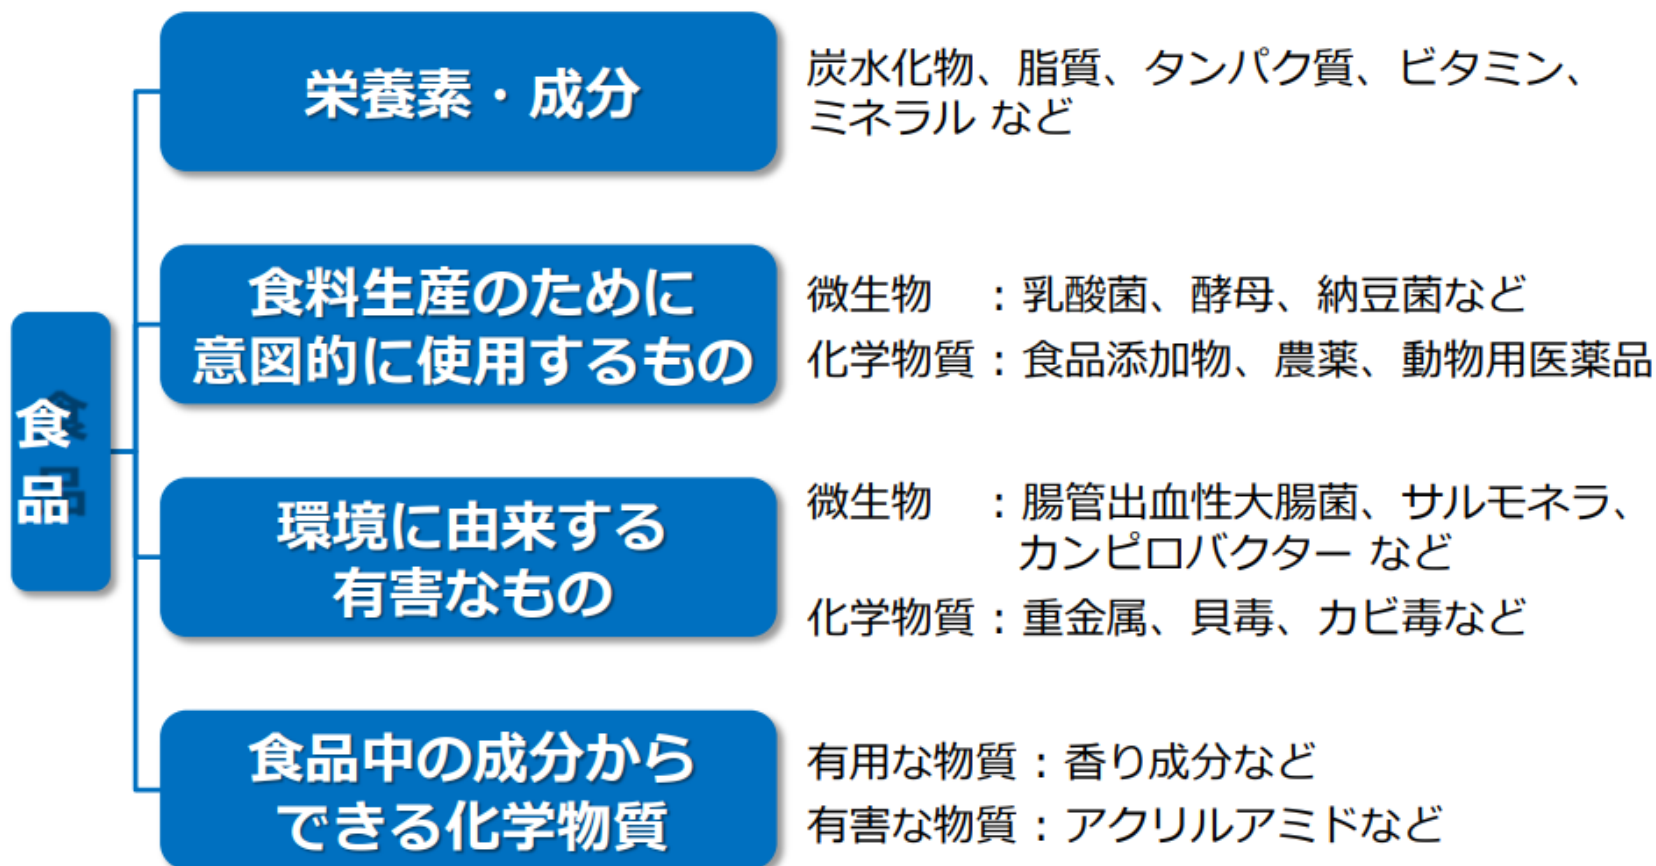 食品
栄養素・成分
炭水化物、脂質、タンパク質、ビタミン、
ミネラル など
食料生産のために
意図的に使用するもの
微生物　：乳酸菌、酵母、納豆菌など
化学物質：食品添加物、農薬、動物用医薬品
環境に由来する
有害なもの
微生物　：腸管出血性大腸菌、サルモネラ、
カンピロバクター など
化学物質：重金属、貝毒、カビ毒など
食品中の成分から
できる化学物質
有用な物質：香り成分など
有害な物質：アクリルアミドなど